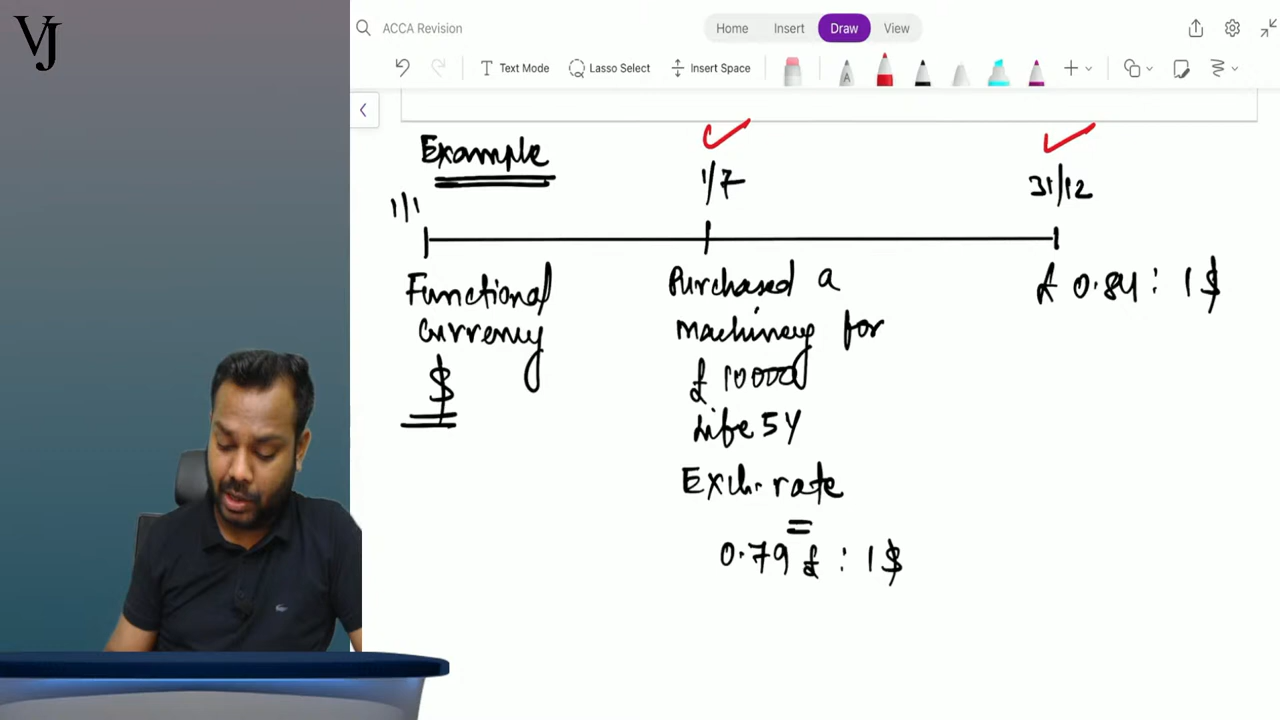 VJ
ACCA Revision
Home
Insert
Draw
View
Text Mode
Lasso Select
Insert Space
A
Example
1/1
1/7
31/12
Functional
currency
$
Purchased a
machinery for
£ 10000
Life 5Y
Exch. rate
=
0.79 £ : 1 $
£ 0.84 : 1 $